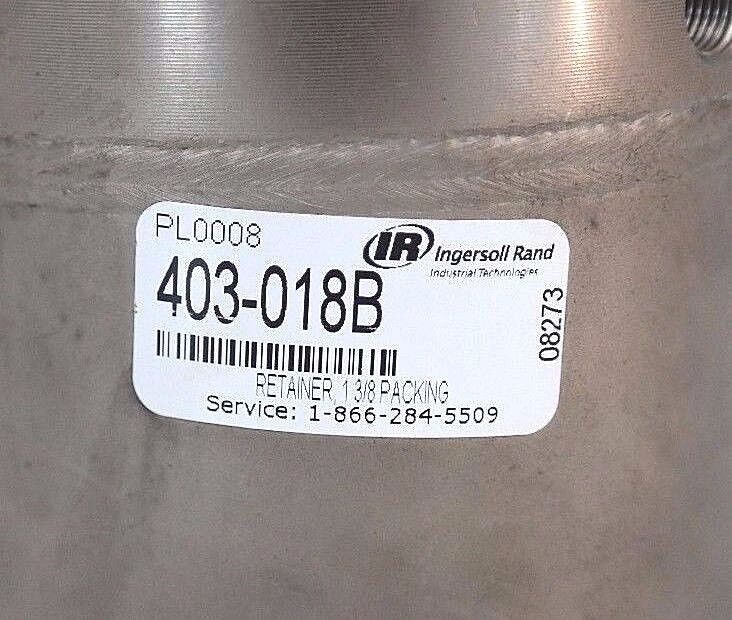 PL0008
IR Ingersoll Rand
Industrial Technologies
403-018B
08273
RETAINER, 1 3/8 PACKING
Service: 1-866-284-5509